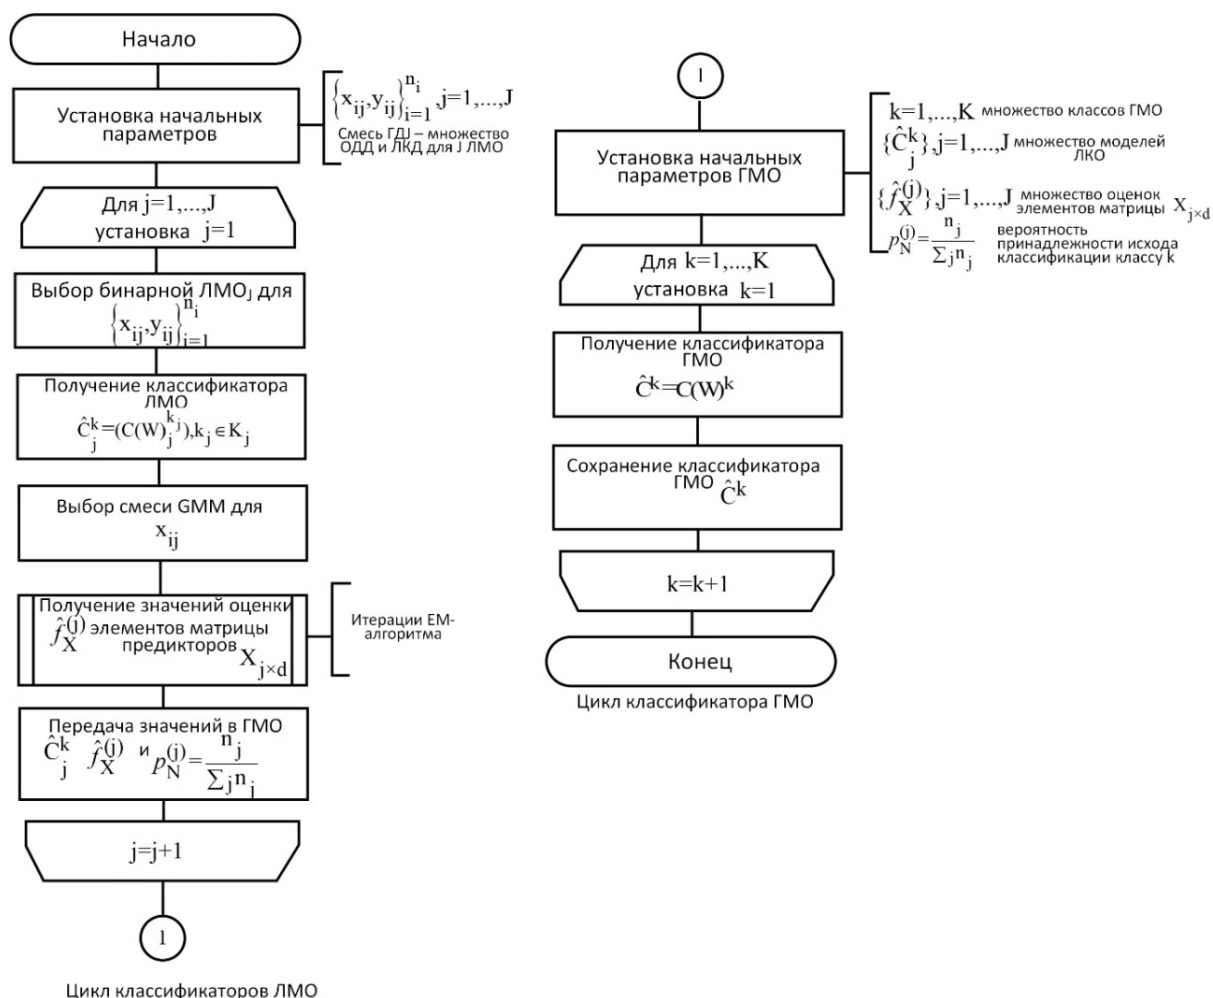 Начало
Установка начальных
параметров
{x_ij,y_ij}_{i=1}^{n_i},j=1,...,J
Смесь ГДJ – множество
ОДД и ЛКД для J ЛМО
Для j=1,...,J
установка j=1
Выбор бинарной ЛМОj для
{x_ij,y_ij}_{i=1}^{n_i}
Получение классификатора
ЛМО
Ĉ_j^k=(C(W)_j^{k_j}),k_j∈K_j
Выбор смеси GMM для
x_ij
Получение значений оценки
f̂_X^(j) элементов матрицы
предикторов X_{j×d}
Итерации EM-
алгоритма
Передача значений в ГМО
Ĉ_j^k f̂_X^(j) и p_N^(j)=n_j/∑_j n_j
j=j+1
1
Цикл классификаторов ЛМО
1
Установка начальных
параметров ГМО
k=1,...,K множество классов ГМО
{Ĉ_j^k},j=1,...,J множество моделей
ЛКО
{f̂_X^(j)},j=1,...,J множество оценок
элементов матрицы X_{j×d}
p_N^(j)=n_j/∑_j n_j вероятность
принадлежности исхода
классификации классу k
Для k=1,...,K
установка k=1
Получение классификатора
ГМО
Ĉ^k=C(W)^k
Сохранение классификатора
ГМО Ĉ^k
k=k+1
Конец
Цикл классификатора ГМО